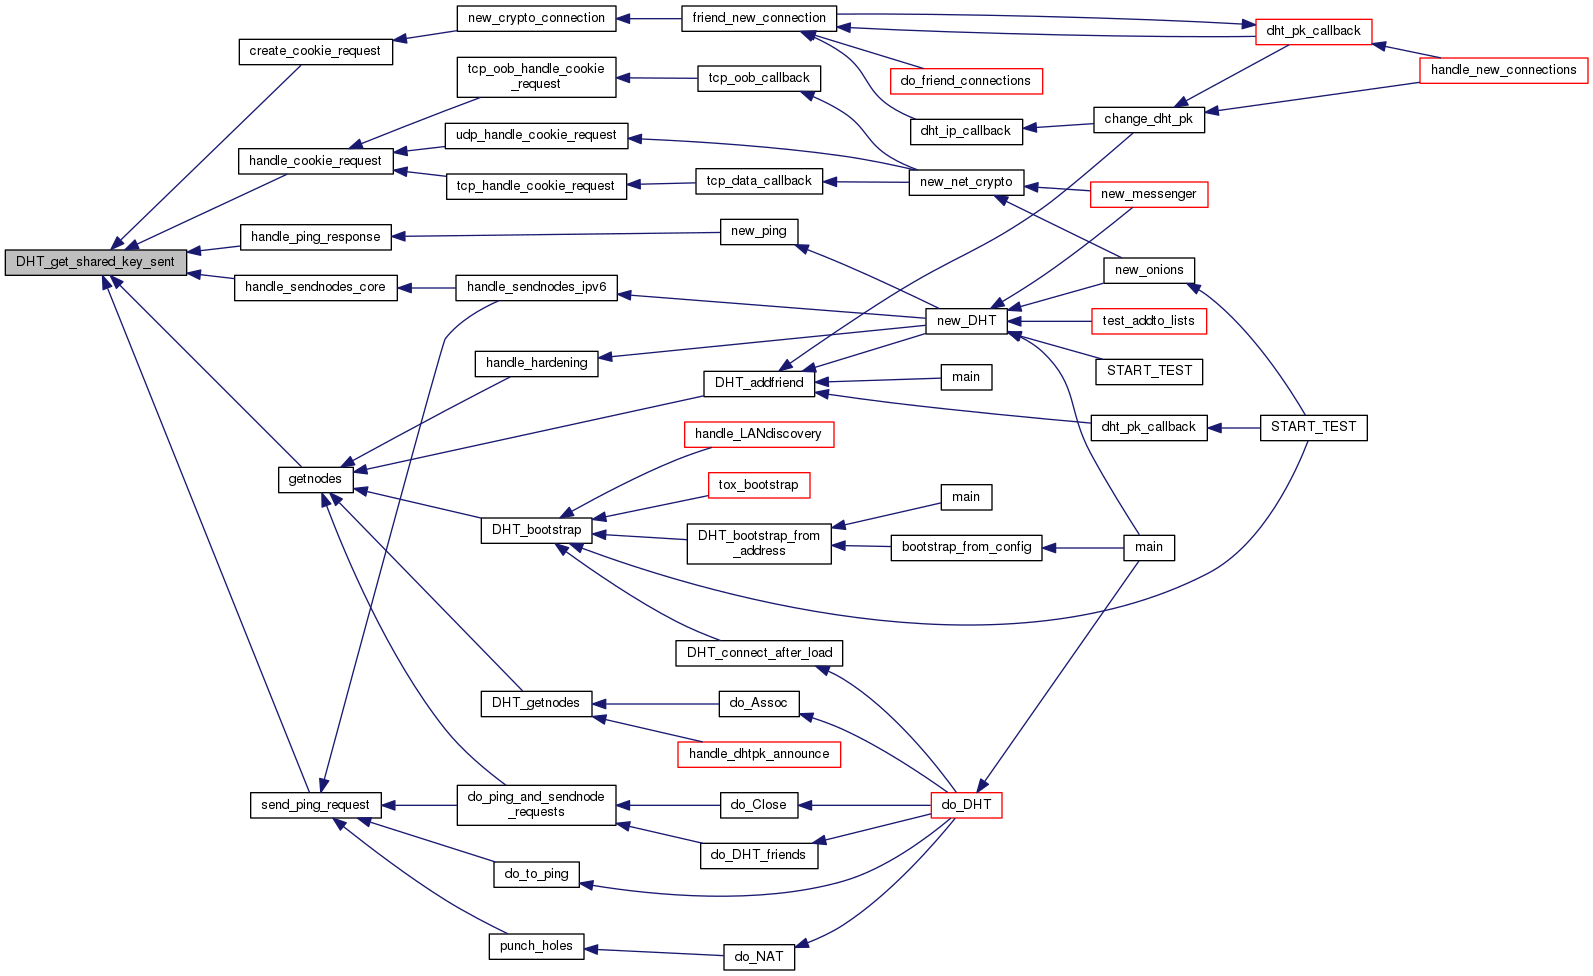 new_crypto_connection
friend_new_connection
dht_pk_callback
create_cookie_request
tcp_oob_handle_cookie
_request
tcp_oob_callback
do_friend_connections
handle_new_connections
udp_handle_cookie_request
dht_ip_callback
change_dht_pk
handle_cookie_request
tcp_handle_cookie_request
tcp_data_callback
new_net_crypto
new_messenger
handle_ping_response
new_ping
DHT_get_shared_key_sent
handle_sendnodes_core
handle_sendnodes_ipv6
new_onions
new_DHT
test_addto_lists
handle_hardening
DHT_addfriend
main
START_TEST
handle_LANdiscovery
dht_pk_callback
START_TEST
getnodes
tox_bootstrap
main
DHT_bootstrap
DHT_bootstrap_from
_address
bootstrap_from_config
main
DHT_connect_after_load
DHT_getnodes
do_Assoc
handle_dhtpk_announce
send_ping_request
do_ping_and_sendnode
_requests
do_Close
do_DHT
do_DHT_friends
do_to_ping
punch_holes
do_NAT